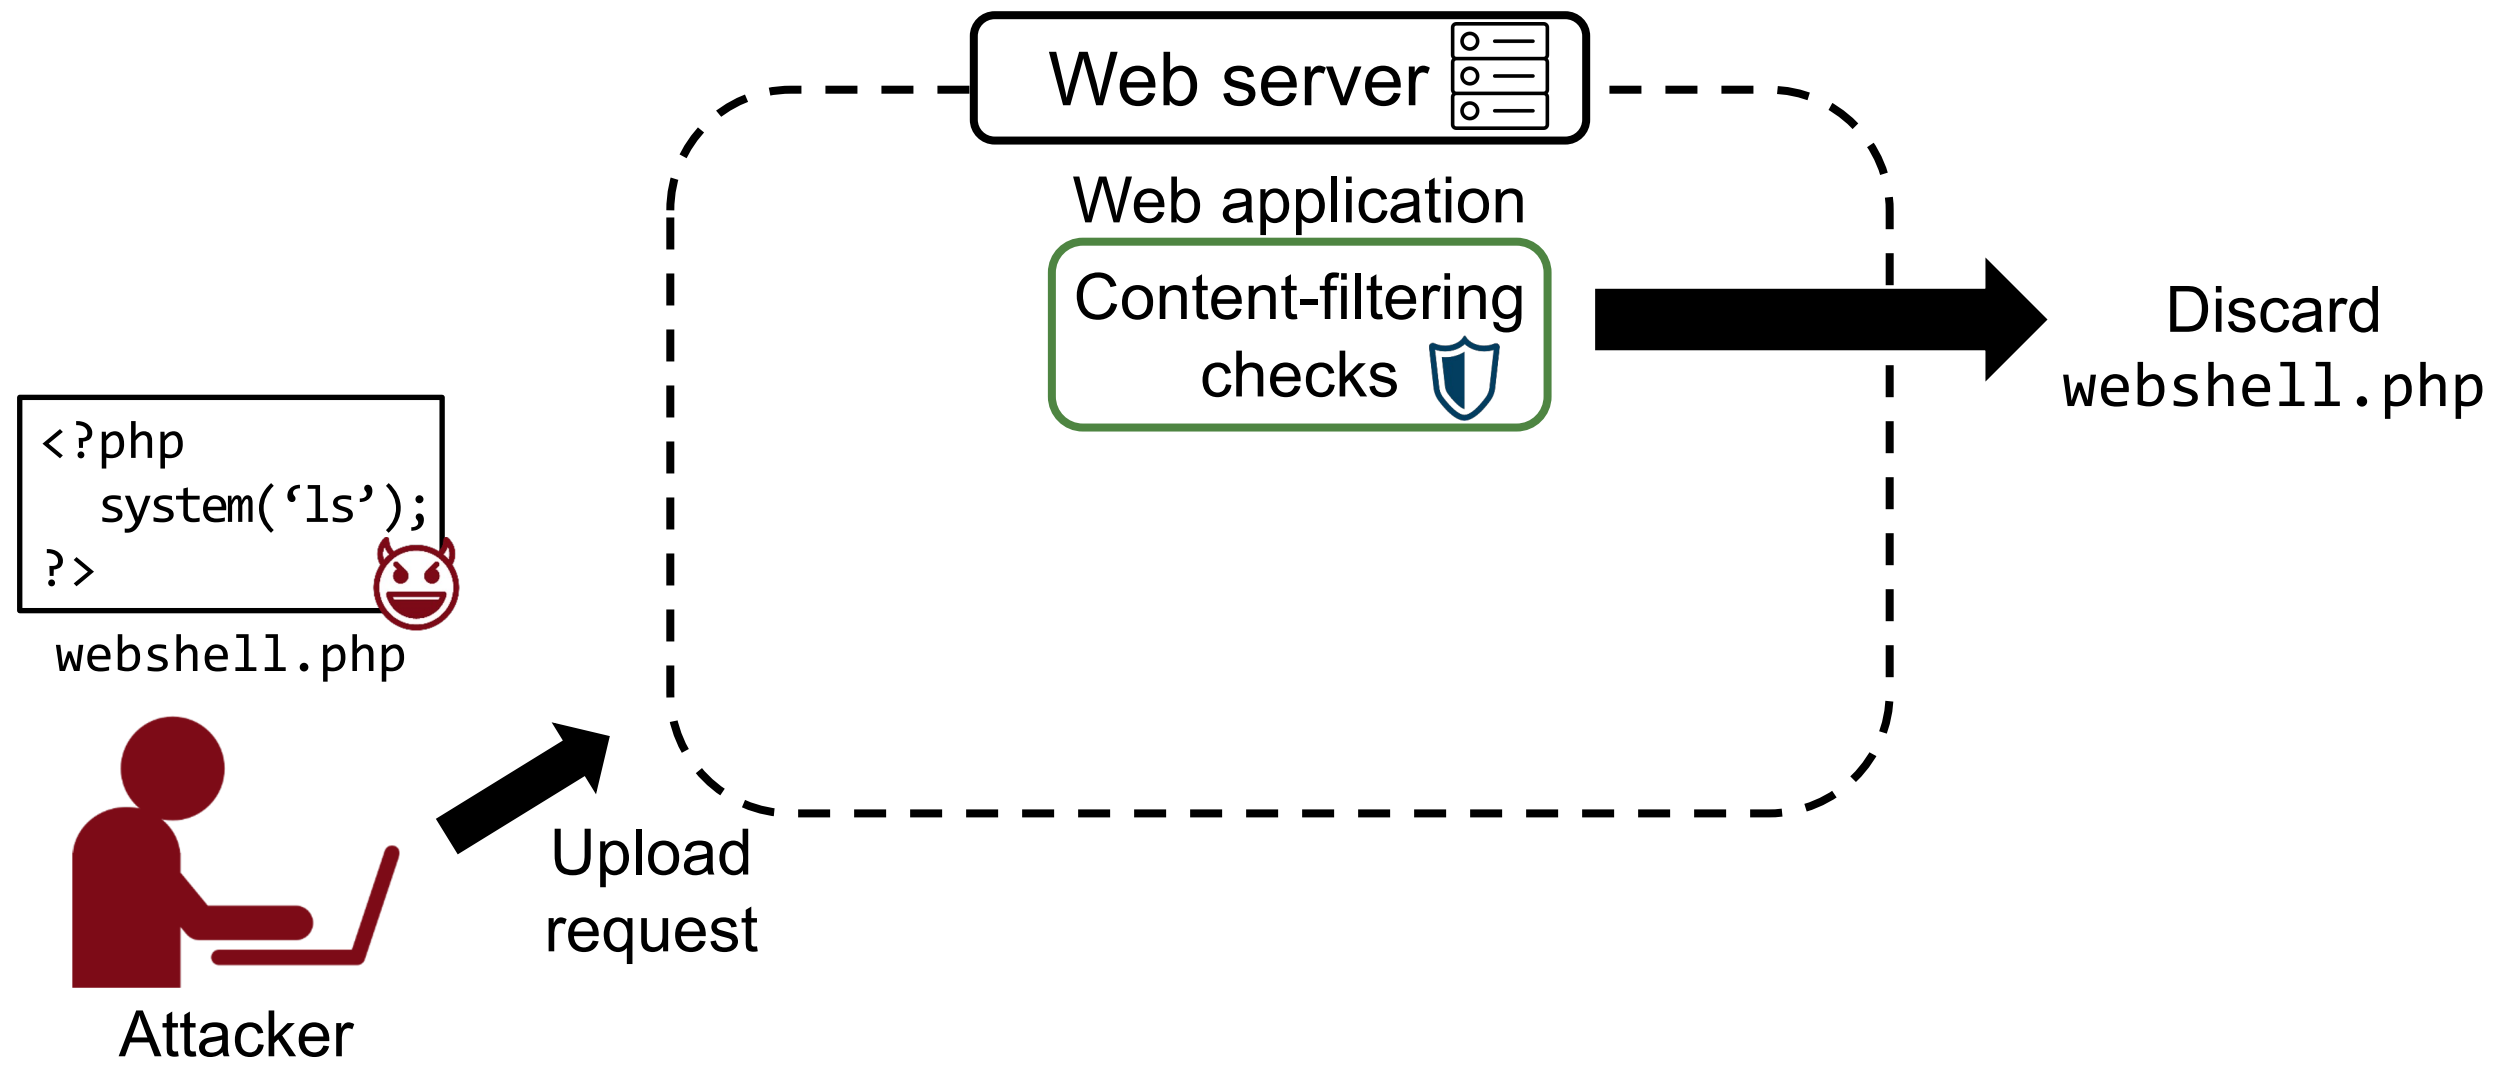 Web server
Web application
Content-filtering
checks
Discard
webshell.php
<?php
system(‘ls’);
?>
webshell.php
Upload
request
Attacker